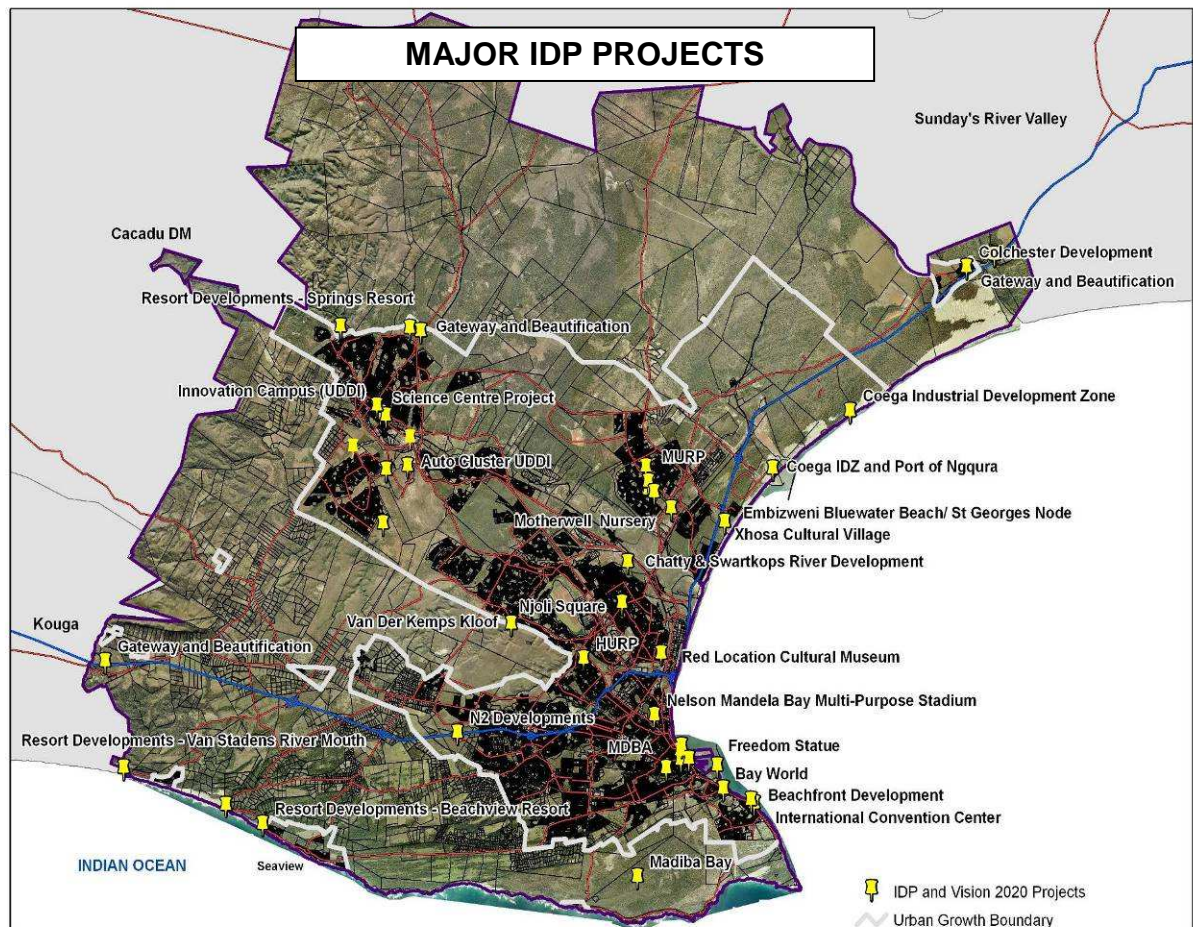 MAJOR IDP PROJECTS
Sunday's River Valley
Cacadu DM
Colchester Development
Gateway and Beautification
Resort Developments - Springs Resort
Gateway and Beautification
Innovation Campus (UDDI)
Science Centre Project
Coega Industrial Development Zone
Auto Cluster UDDI
MURP
Coega IDZ and Port of Ngqura
Motherwell Nursery
Embizweni Bluewater Beach/ St Georges Node
Xhosa Cultural Village
Chatty & Swartkops River Development
Njoli Square
Van Der Kemps Kloof
Kouga
Gateway and Beautification
HURP
Red Location Cultural Museum
Nelson Mandela Bay Multi-Purpose Stadium
N2 Developments
Resort Developments - Van Stadens River Mouth
MDBA
Freedom Statue
Bay World
Beachfront Development
Resort Developments - Beachview Resort
International Convention Center
INDIAN OCEAN
Seaview
Madiba Bay
IDP and Vision 2020 Projects
Urban Growth Boundary